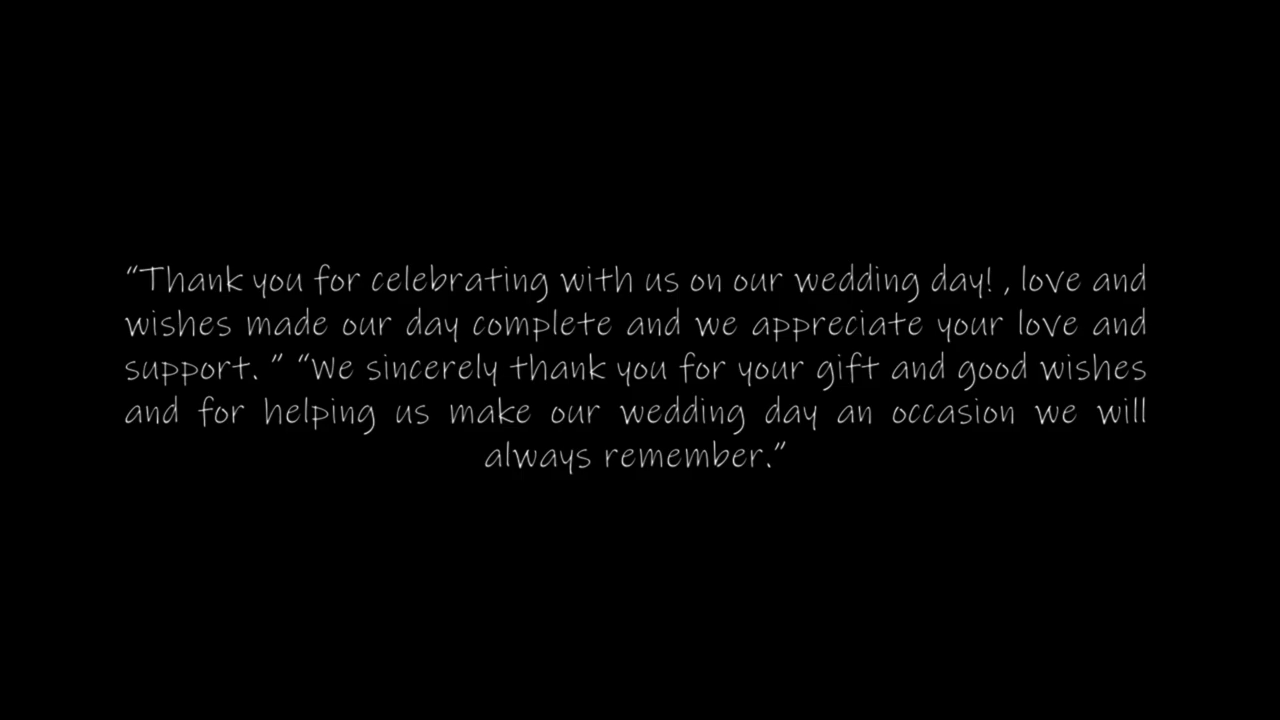 “Thank you for celebrating with us on our wedding day! , love and
wishes made our day complete and we appreciate your love and
support. ” “We sincerely thank you for your gift and good wishes
and for helping us make our wedding day an occasion we will
always remember.”